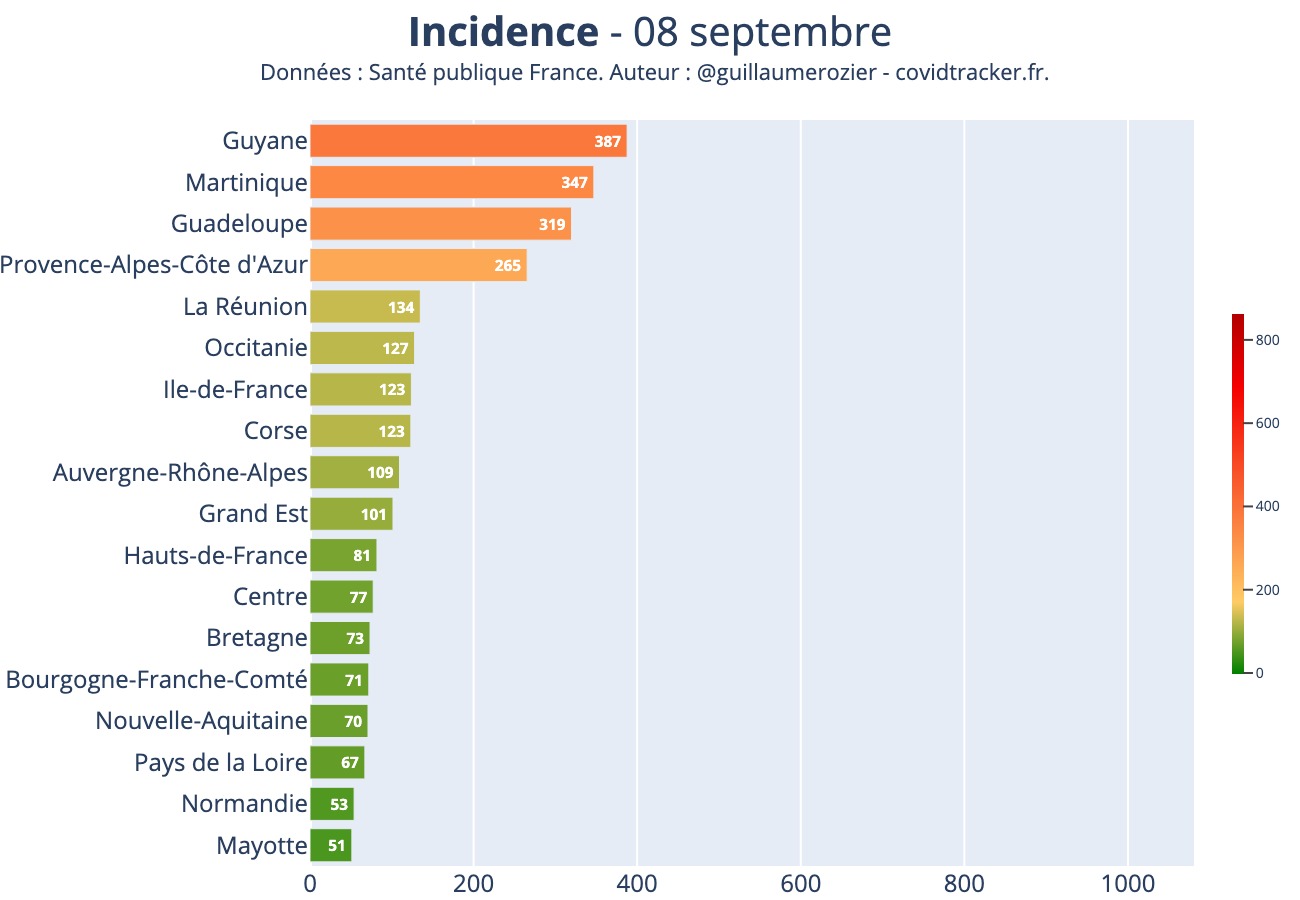 Incidence - 08 septembre
Données : Santé publique France. Auteur : @guillaumerozier - covidtracker.fr.
Guyane 387
Martinique 347
Guadeloupe 319
Provence-Alpes-Côte d'Azur 265
La Réunion 134
Occitanie 127
Ile-de-France 123
Corse 123
Auvergne-Rhône-Alpes 109
Grand Est 101
Hauts-de-France 81
Centre 77
Bretagne 73
Bourgogne-Franche-Comté 71
Nouvelle-Aquitaine 70
Pays de la Loire 67
Normandie 53
Mayotte 51
0 200 400 600 800 1000
800
600
400
200
0